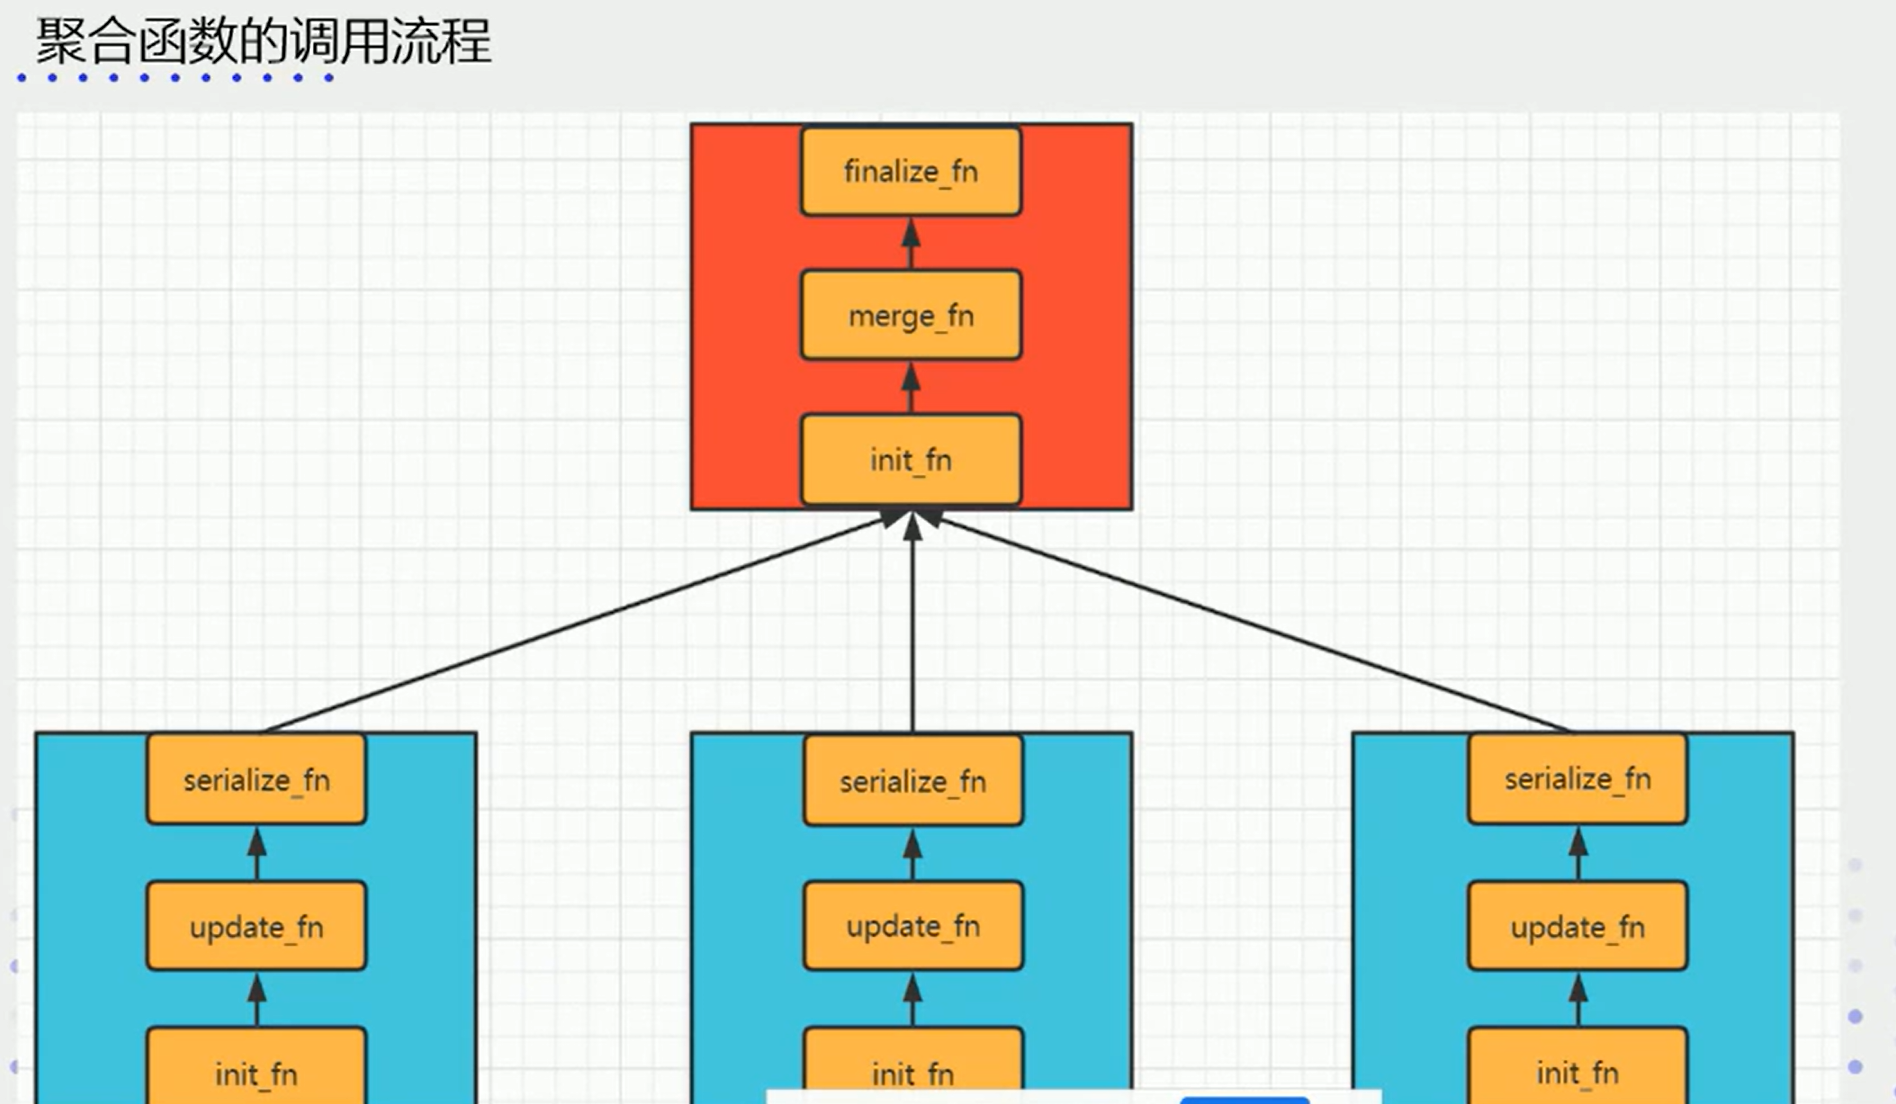 聚合函数的调用流程
finalize_fn
merge_fn
init_fn
serialize_fn
serialize_fn
serialize_fn
update_fn
update_fn
update_fn
init_fn
init_fn
init_fn